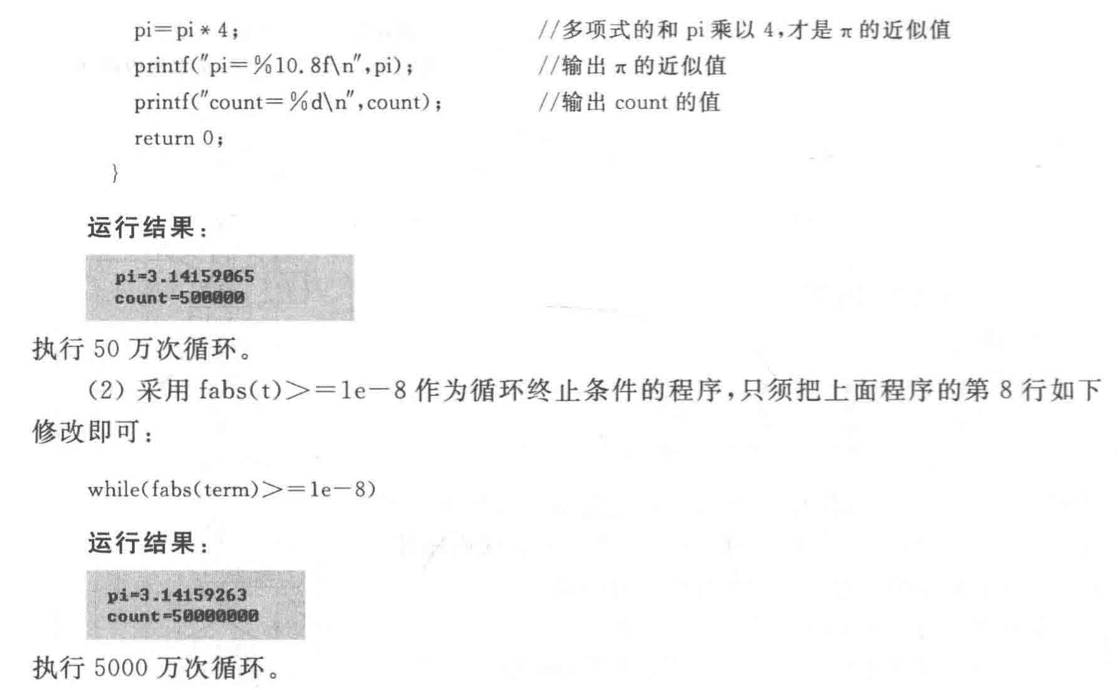 pi=pi * 4; //多项式的和 pi 乘以 4,才是 π 的近似值
printf("pi=%10.8f\n",pi); //输出 π 的近似值
printf("count=%d\n",count); //输出 count 的值
return 0;
}
运行结果:
pi=3.14159065
count=500000
执行 50 万次循环。
(2) 采用 fabs(t)>=1e-8 作为循环终止条件的程序,只须把上面程序的第 8 行如下
修改即可:
while(fabs(term)>=1e-8)
运行结果:
pi=3.14159263
count=50000000
执行 5000 万次循环。